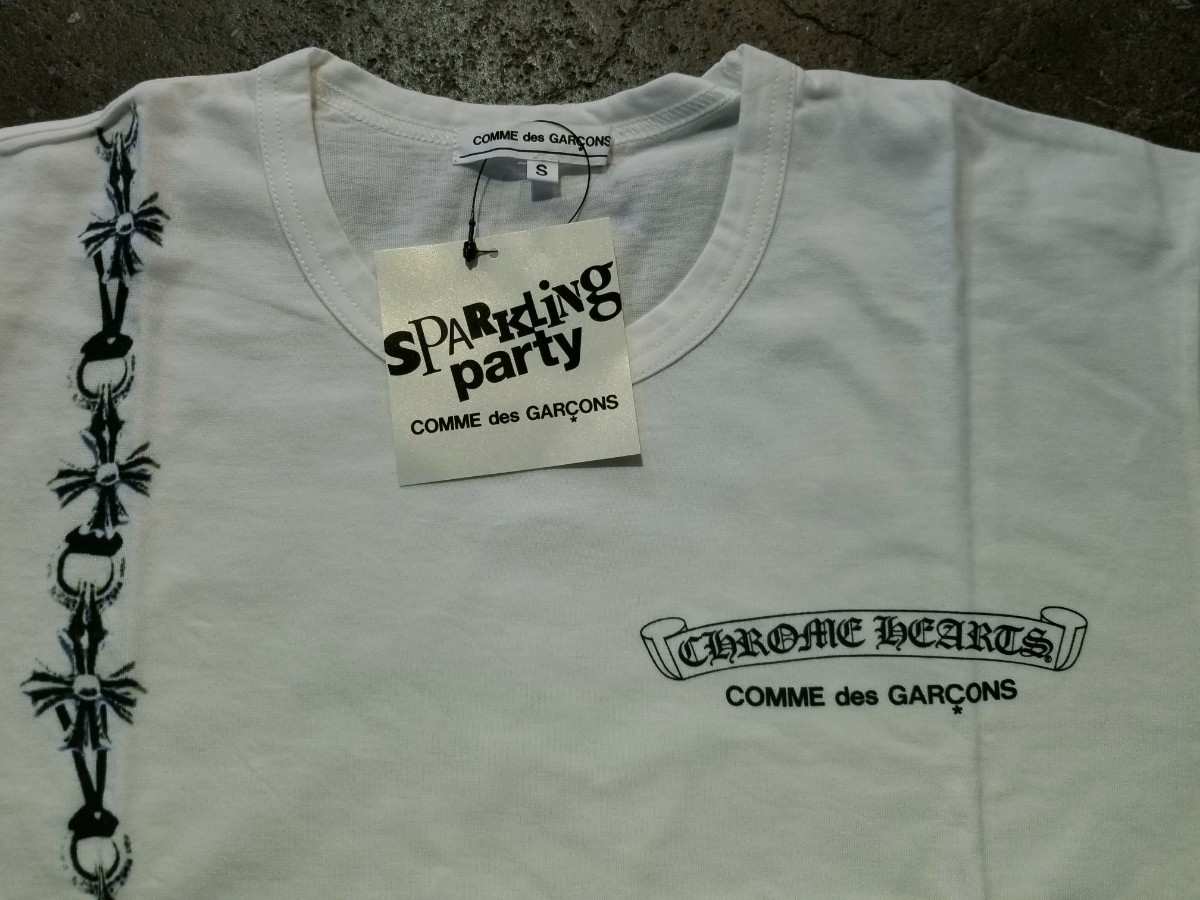 COMME des GARÇONS
S
SPARKLiNg
party
COMME des GARÇONS
CHROME HEARTS
COMME des GARÇONS